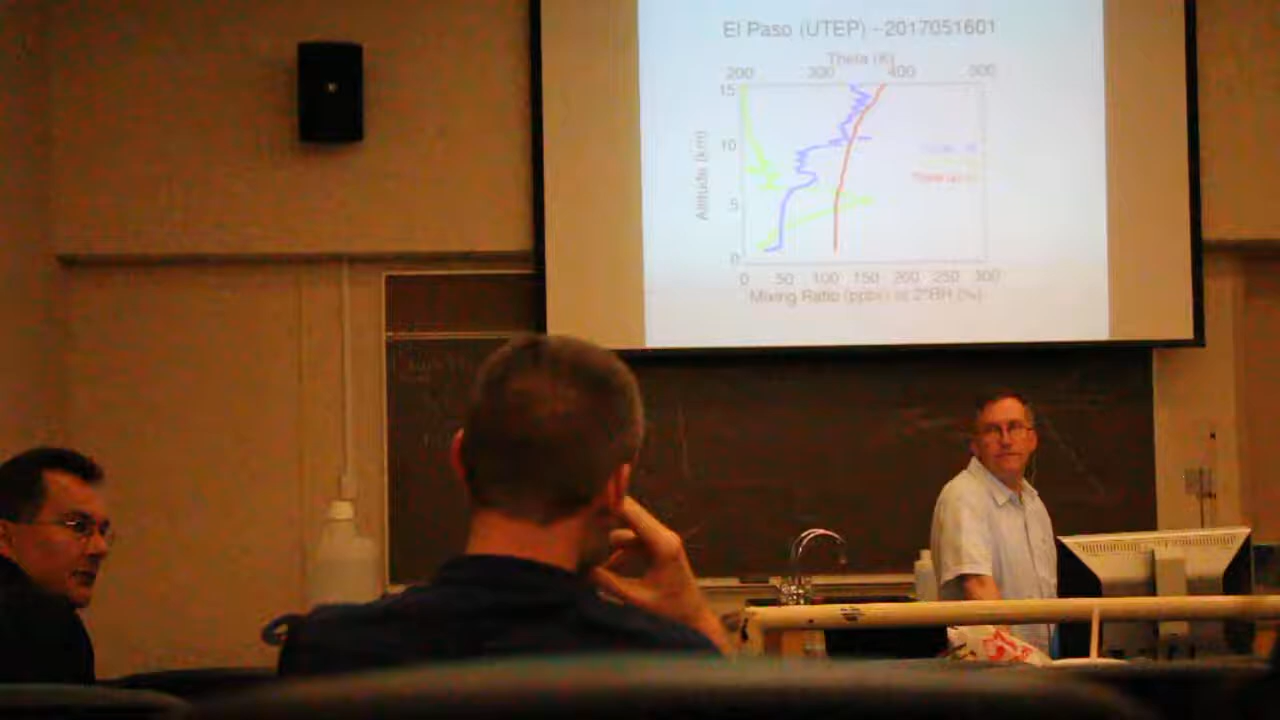 El Paso (UTEP) - 2017051601
Theta (K)
200 300 400 500
15
10
5
0
Altitude (km)
0 50 100 150 200 250 300
Mixing Ratio (ppbv) or 2*RH (%)